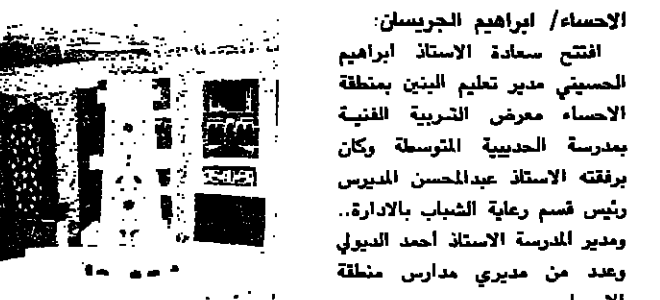 الاحساء/ ابراهيم الجريسان:
افتتح سعادة الاستاذ ابراهيم
الحسيني مدير تعليم البنين بمنطقة
الاحساء معرض التربية الفنية
بمدرسة الحديبية المتوسطة وكان
برفقته الاستاذ عبدالمحسن المديرس
رئيس قسم رعاية الشباب بالادارة..
ومدير المدرسة الاستاذ احمد الديولي
وعدد من مديري مدارس منطقة